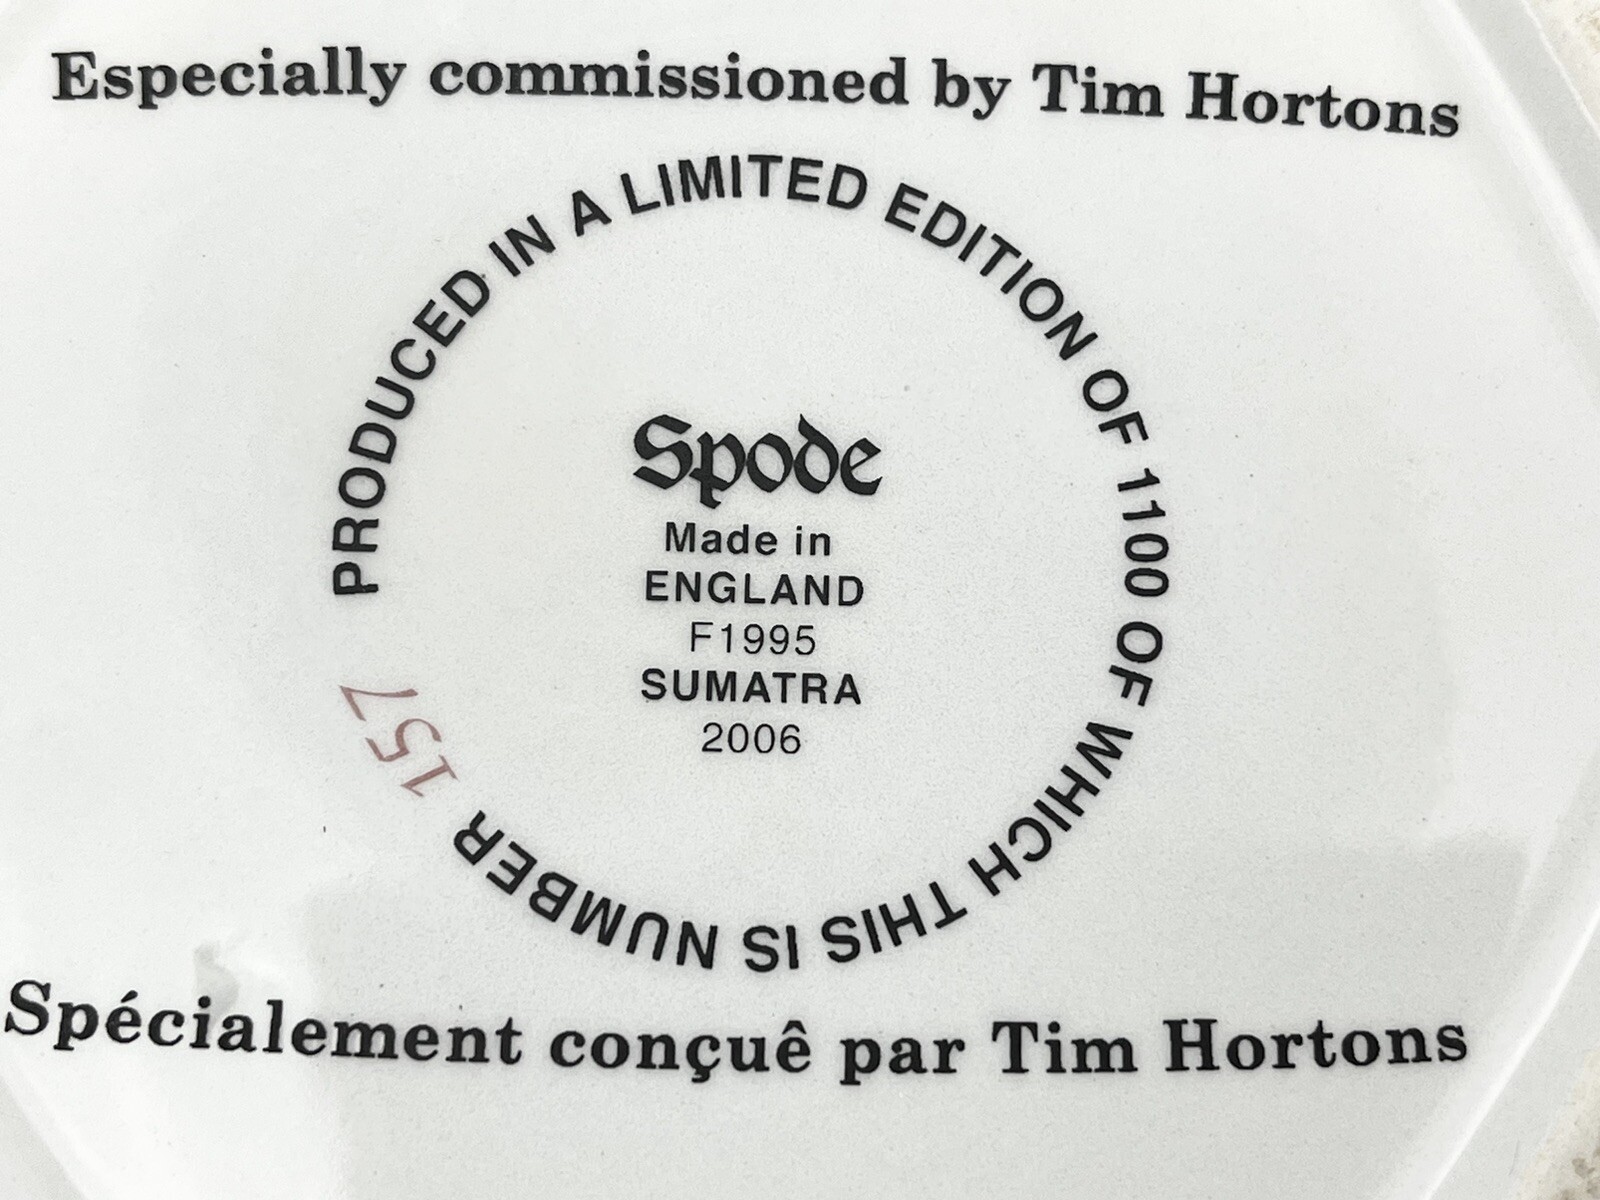 Especially commissioned by Tim Hortons
PRODUCED IN A LIMITED EDITION OF 1100 OF WHICH THIS IS NUMBER 157
Spode
Made in
ENGLAND
F1995
SUMATRA
2006
Spécialement conçuê par Tim Hortons